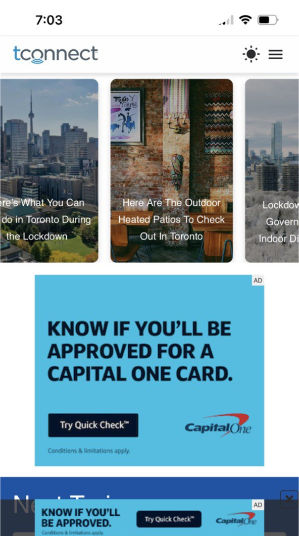 7:03
tconnect
ere's What You Can
do in Toronto During
the Lockdown
Here Are The Outdoor
Heated Patios To Check
Out In Toronto
Lockdow
Govern
Indoor D
AD
KNOW IF YOU'LL BE
APPROVED FOR A
CAPITAL ONE CARD.
Try Quick Check™
Capital One
Conditions & limitations apply.
AD
KNOW IF YOU'LL
BE APPROVED.
Try Quick Check™
Capital One
Conditions & limitations apply.